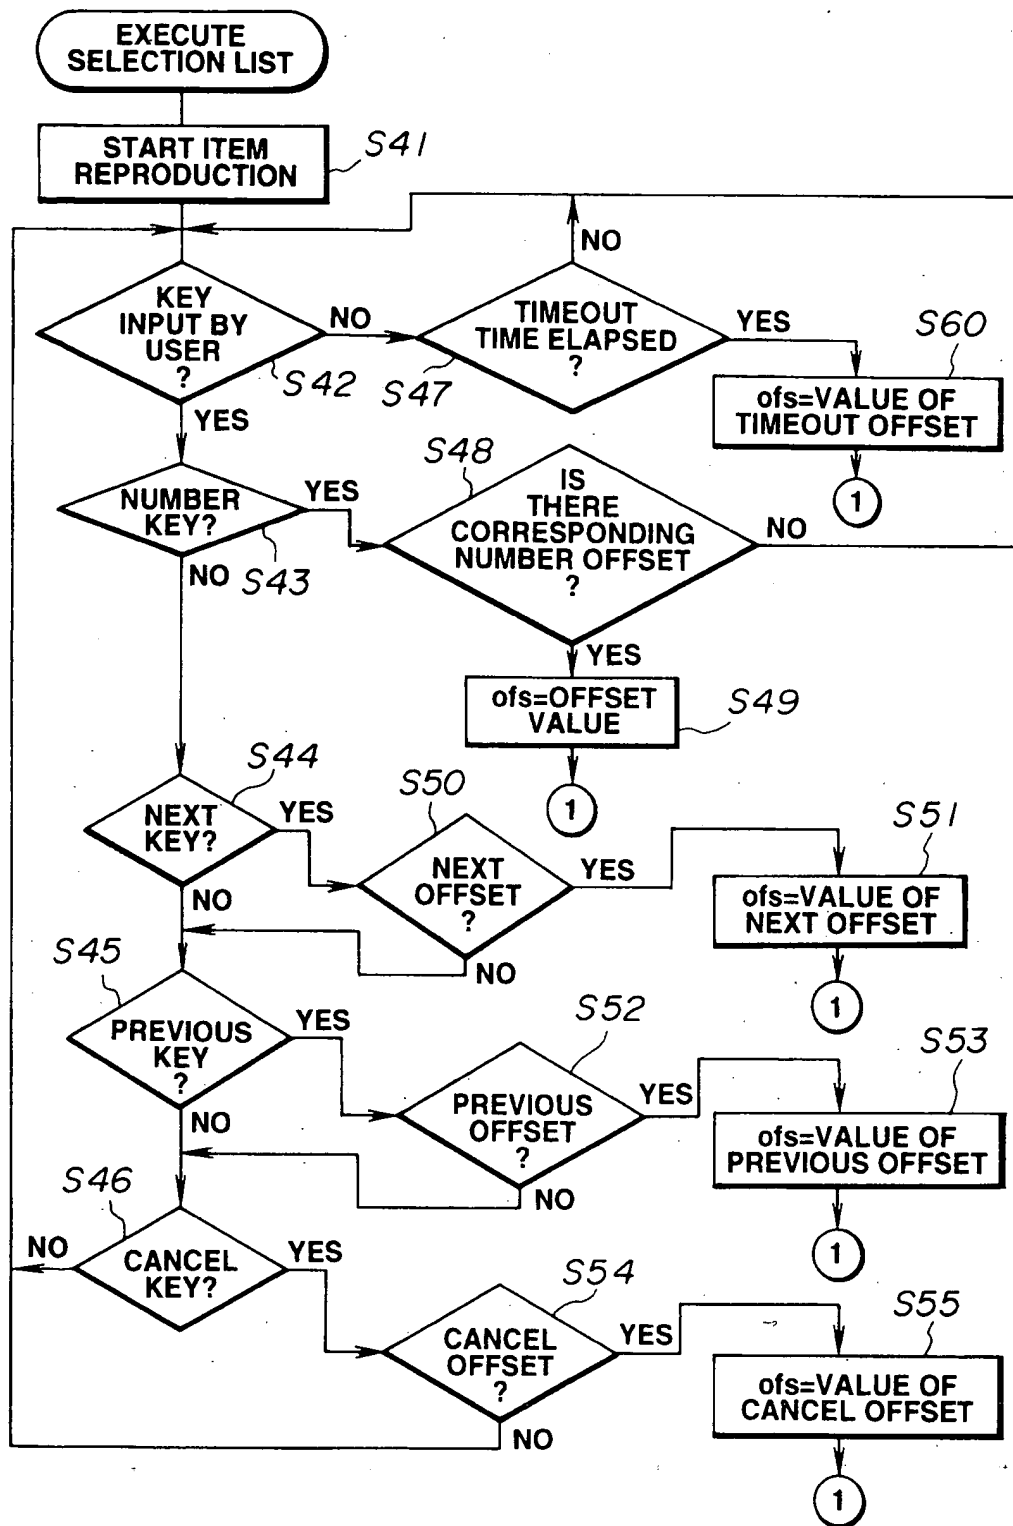 EXECUTE
SELECTION LIST
START ITEM
REPRODUCTION
S41
KEY
INPUT BY
USER
?
S42
NO
YES
TIMEOUT
TIME ELAPSED
?
S47
NO
YES
S60
ofs=VALUE OF
TIMEOUT OFFSET
1
NUMBER
KEY?
S43
YES
NO
S48
IS
THERE
CORRESPONDING
NUMBER OFFSET
?
NO
YES
ofs=OFFSET
VALUE
S49
1
S44
NEXT
KEY?
YES
NO
S50
NEXT
OFFSET
?
YES
NO
S51
ofs=VALUE OF
NEXT OFFSET
1
S45
PREVIOUS
KEY
?
YES
NO
S52
PREVIOUS
OFFSET
?
YES
NO
S53
ofs=VALUE OF
PREVIOUS OFFSET
1
S46
CANCEL
KEY?
NO
YES
S54
CANCEL
OFFSET
?
YES
NO
S55
ofs=VALUE OF
CANCEL OFFSET
1